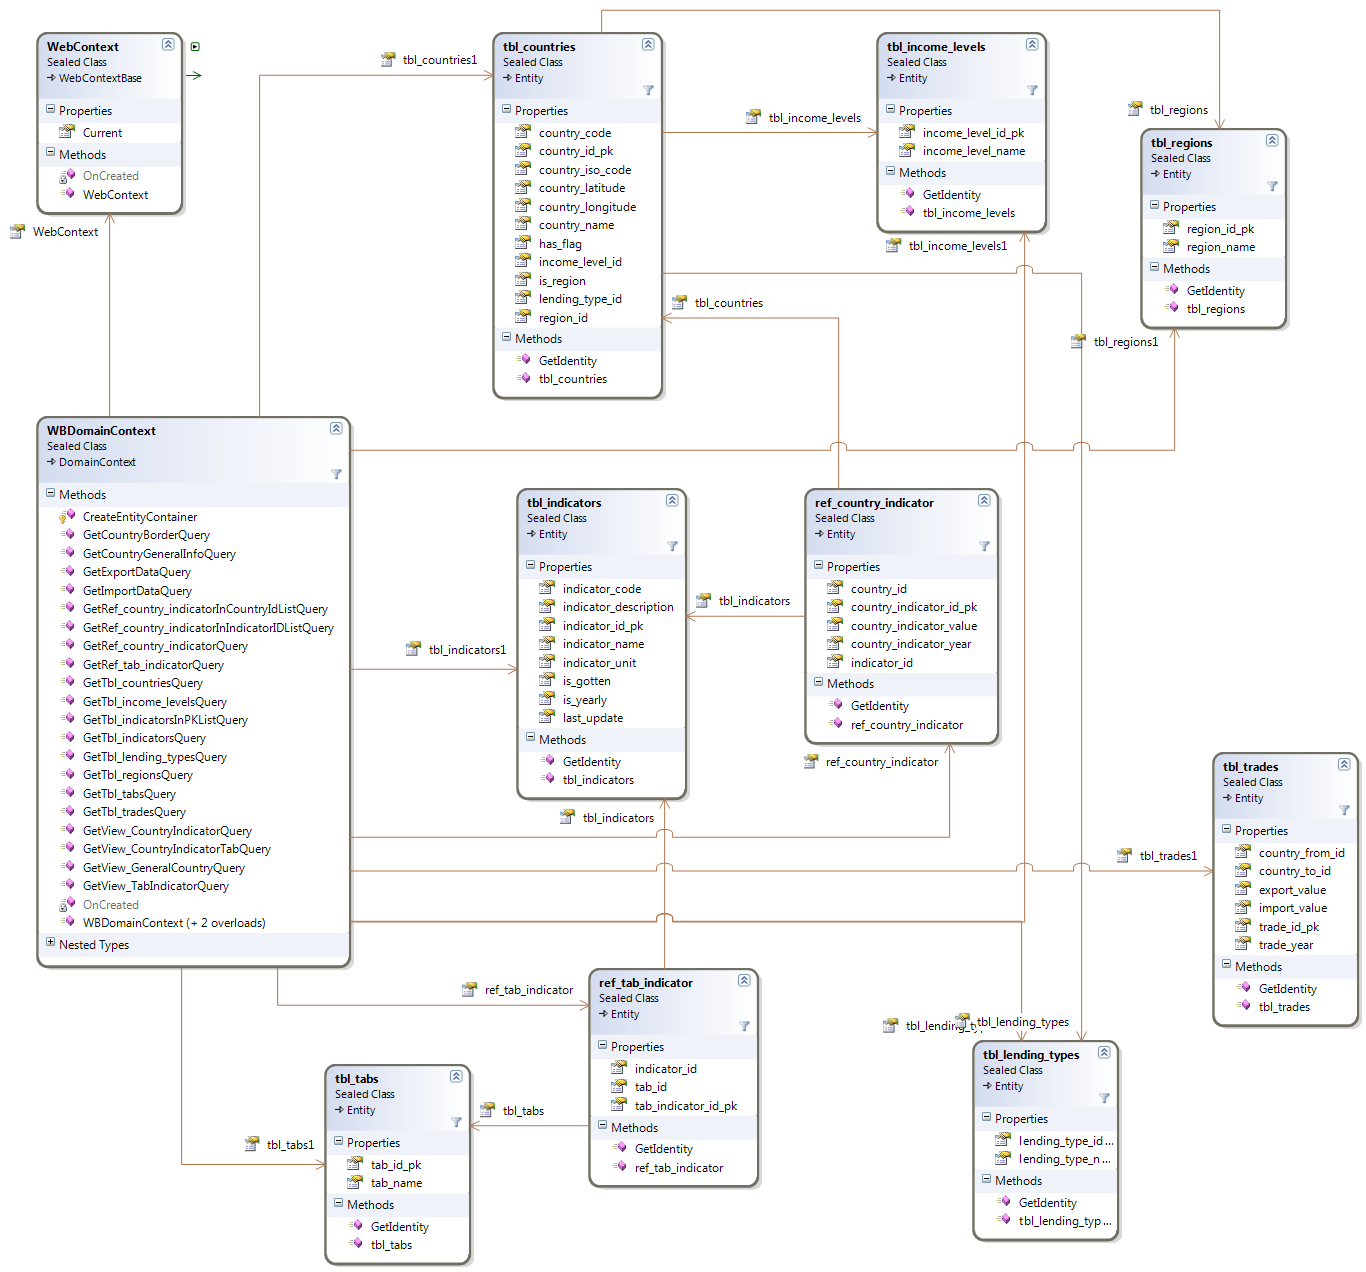 WebContext
Sealed Class
WebContextBase
Properties
Current
Methods
OnCreated
WebContext
WebContext
tbl_countries1
tbl_countries
Sealed Class
Entity
Properties
country_code
country_id_pk
country_iso_code
country_latitude
country_longitude
country_name
has_flag
income_level_id
is_region
lending_type_id
region_id
Methods
GetIdentity
tbl_countries
tbl_income_levels
tbl_income_levels
Sealed Class
Entity
Properties
income_level_id_pk
income_level_name
Methods
GetIdentity
tbl_income_levels
tbl_income_levels1
tbl_regions
tbl_regions
Sealed Class
Entity
Properties
region_id_pk
region_name
Methods
GetIdentity
tbl_regions
tbl_regions1
tbl_countries
WBDomainContext
Sealed Class
DomainContext
Methods
CreateEntityContainer
GetCountryBorderQuery
GetCountryGeneralInfoQuery
GetExportDataQuery
GetImportDataQuery
GetRef_country_indicatorInCountryIdListQuery
GetRef_country_indicatorInIndicatorIDListQuery
GetRef_country_indicatorQuery
GetRef_tab_indicatorQuery
GetTbl_countriesQuery
GetTbl_income_levelsQuery
GetTbl_indicatorsInPKListQuery
GetTbl_indicatorsQuery
GetTbl_lending_typesQuery
GetTbl_regionsQuery
GetTbl_tabsQuery
GetTbl_tradesQuery
GetView_CountryIndicatorQuery
GetView_CountryIndicatorTabQuery
GetView_GeneralCountryQuery
GetView_TabIndicatorQuery
OnCreated
WBDomainContext (+ 2 overloads)
Nested Types
tbl_indicators1
tbl_indicators
Sealed Class
Entity
Properties
indicator_code
indicator_description
indicator_id_pk
indicator_name
indicator_unit
is_gotten
is_yearly
last_update
Methods
GetIdentity
tbl_indicators
tbl_indicators
tbl_indicators
ref_country_indicator
Sealed Class
Entity
Properties
country_id
country_indicator_id_pk
country_indicator_value
country_indicator_year
indicator_id
Methods
GetIdentity
ref_country_indicator
ref_country_indicator
tbl_trades1
tbl_trades
Sealed Class
Entity
Properties
country_from_id
country_to_id
export_value
import_value
trade_id_pk
trade_year
Methods
GetIdentity
tbl_trades
ref_tab_indicator
ref_tab_indicator
Sealed Class
Entity
Properties
indicator_id
tab_id
tab_indicator_id_pk
Methods
GetIdentity
ref_tab_indicator
tbl_tabs1
tbl_tabs
Sealed Class
Entity
Properties
tab_id_pk
tab_name
Methods
GetIdentity
tbl_tabs
tbl_tabs
tbl_lending_types
tbl_lending_types
Sealed Class
Entity
Properties
lending_type_id...
lending_type_n...
Methods
GetIdentity
tbl_lending_typ...